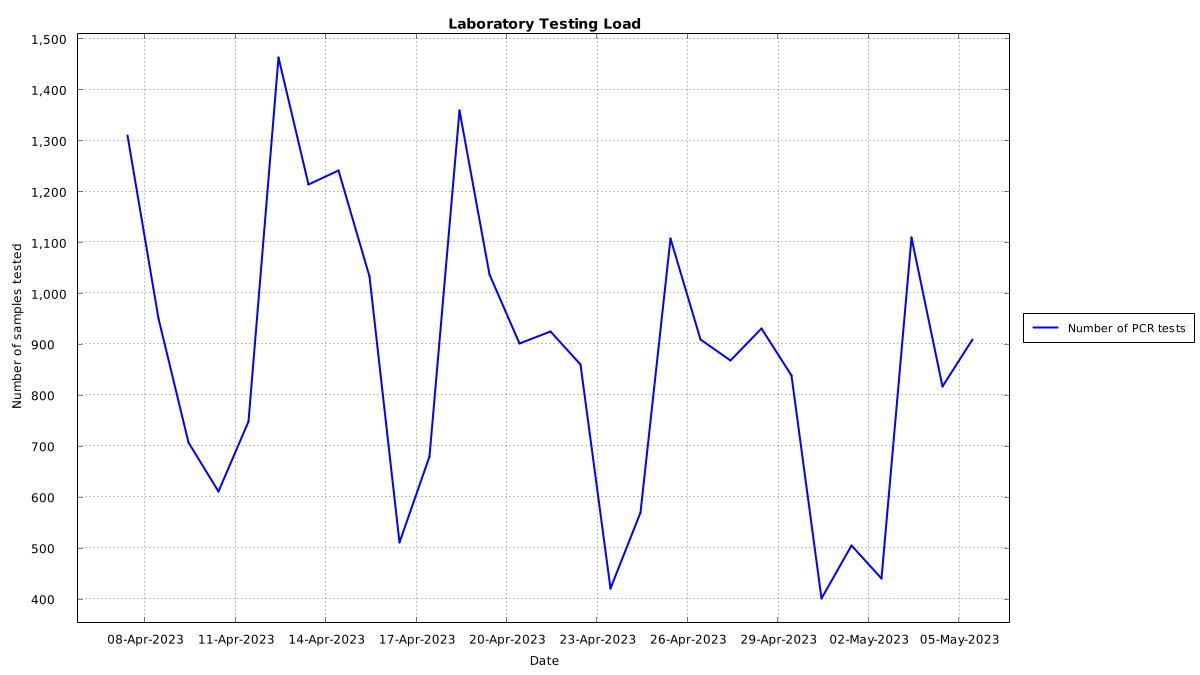 Laboratory Testing Load
1,500
1,400
1,300
1,200
1,100
1,000
900
800
700
600
500
400
Number of samples tested
08-Apr-2023 11-Apr-2023 14-Apr-2023 17-Apr-2023 20-Apr-2023 23-Apr-2023 26-Apr-2023 29-Apr-2023 02-May-2023 05-May-2023
Date
Number of PCR tests